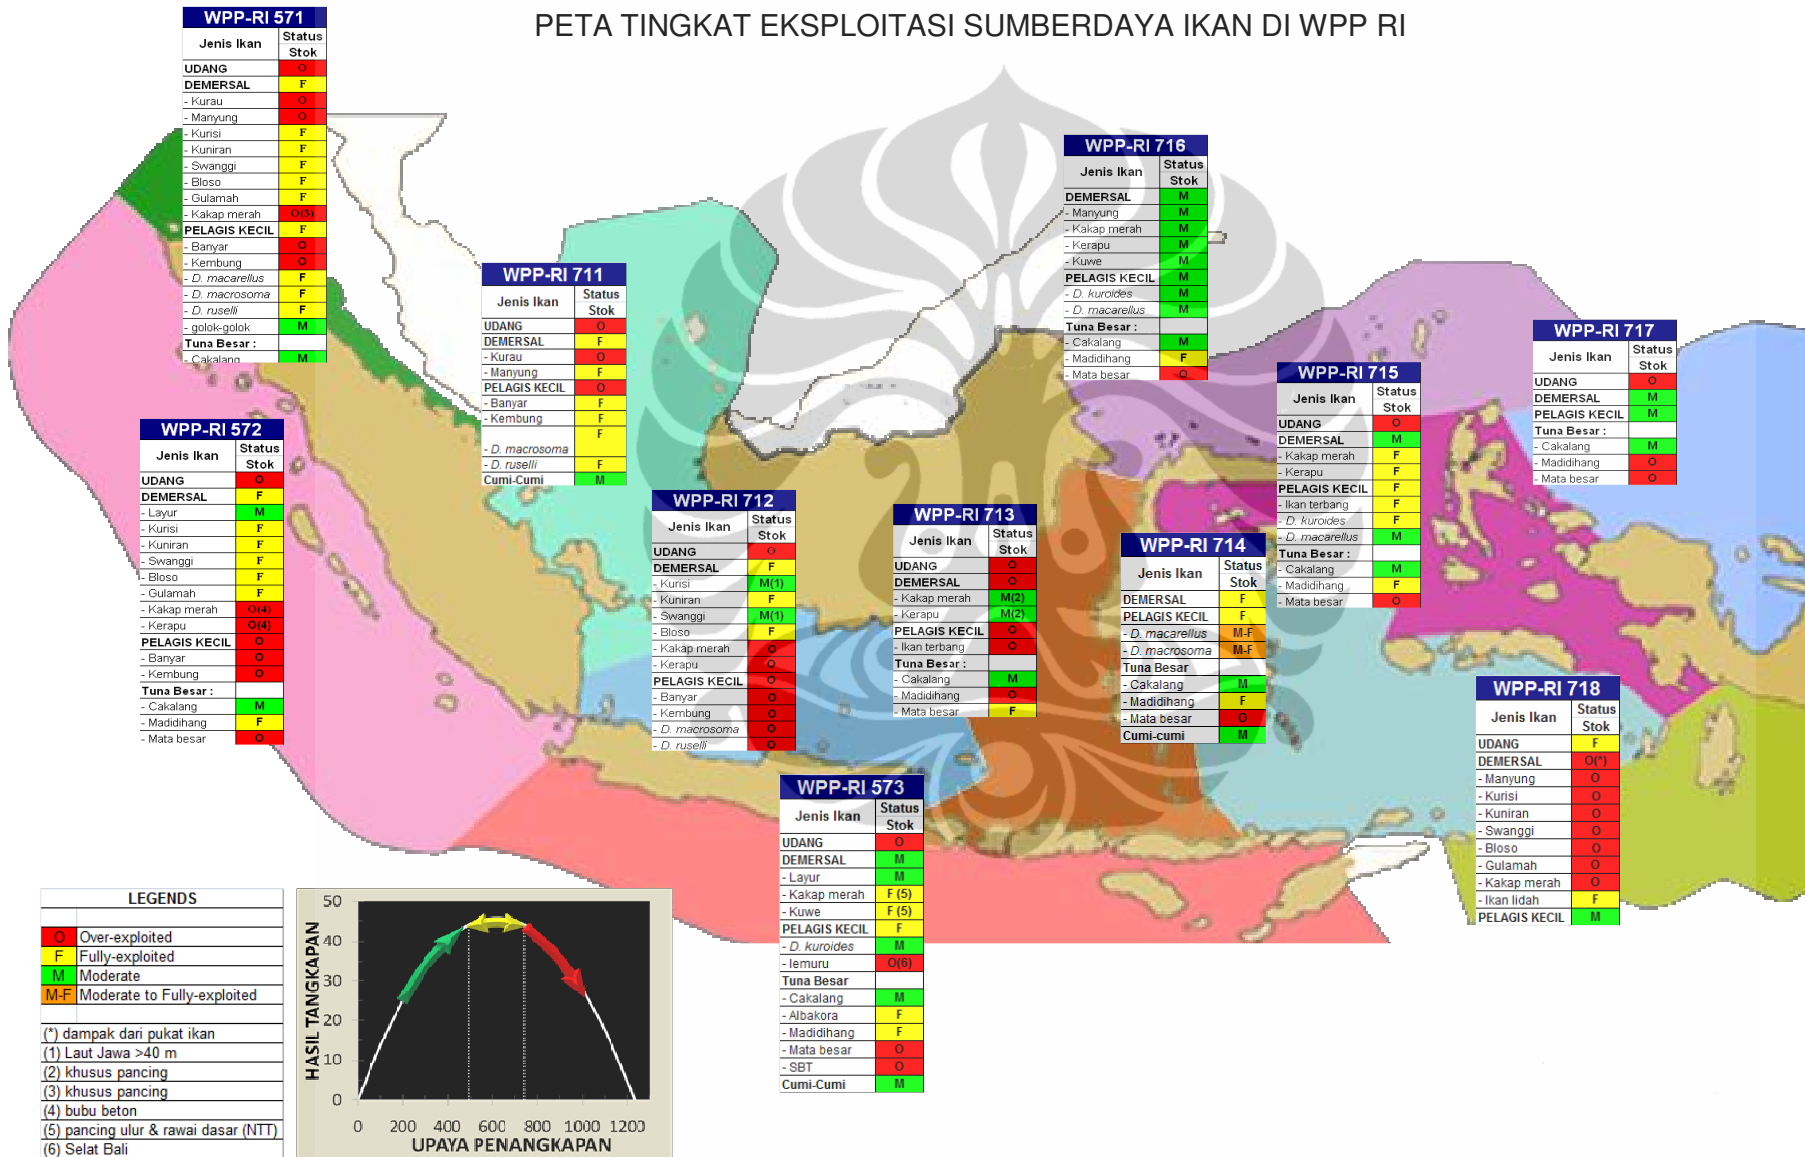 PETA TINGKAT EKSPLOITASI SUMBERDAYA IKAN DI WPP RI
WPP-RI 571
Jenis Ikan Status Stok
UDANG O
DEMERSAL F
- Kurau O
- Manyung O
- Kurisi F
- Kuniran F
- Swanggi F
- Bloso F
- Gulamah F
- Kakap merah O(3)
PELAGIS KECIL F
- Banyar O
- Kembung O
- D. macarellus F
- D. macrosoma F
- D. ruselli F
- golok-golok M
Tuna Besar :
- Cakalang M
WPP-RI 572
Jenis Ikan Status Stok
UDANG O
DEMERSAL F
- Layur M
- Kurisi F
- Kuniran F
- Swanggi F
- Bloso F
- Gulamah F
- Kakap merah O(4)
- Kerapu O(4)
PELAGIS KECIL O
- Banyar O
- Kembung O
Tuna Besar :
- Cakalang M
- Madidihang F
- Mata besar O
WPP-RI 711
Jenis Ikan Status Stok
UDANG O
DEMERSAL F
- Kurau O
- Manyung F
PELAGIS KECIL O
- Banyar F
- Kembung F
- D. macrosoma F
- D. ruselli F
Cumi-Cumi M
WPP-RI 712
Jenis Ikan Status Stok
UDANG O
DEMERSAL F
- Kurisi M(1)
- Kuniran F
- Swanggi M(1)
- Bloso F
- Kakap merah O
- Kerapu O
PELAGIS KECIL O
- Banyar O
- Kembung O
- D. macrosoma O
- D. ruselli O
WPP-RI 713
Jenis Ikan Status Stok
UDANG O
DEMERSAL O
- Kakap merah M(2)
- Kerapu M(2)
PELAGIS KECIL O
- Ikan terbang O
Tuna Besar :
- Cakalang M
- Madidihang O
- Mata besar F
WPP-RI 716
Jenis Ikan Status Stok
DEMERSAL M
- Manyung M
- Kakap merah M
- Kerapu M
- Kuwe M
PELAGIS KECIL M
- D. kuroides M
- D. macarellus M
Tuna Besar :
- Cakalang M
- Madidihang F
- Mata besar O
WPP-RI 714
Jenis Ikan Status Stok
DEMERSAL F
PELAGIS KECIL F
- D. macarellus M-F
- D. macrosoma M-F
Tuna Besar
- Cakalang M
- Madidihang F
- Mata besar O
Cumi-cumi M
WPP-RI 715
Jenis Ikan Status Stok
UDANG O
DEMERSAL M
- Kakap merah F
- Kerapu F
PELAGIS KECIL F
- Ikan terbang F
- D. kuroides F
- D. macarellus M
Tuna Besar :
- Cakalang M
- Madidihang F
- Mata besar O
WPP-RI 717
Jenis Ikan Status Stok
UDANG O
DEMERSAL M
PELAGIS KECIL M
Tuna Besar :
- Cakalang M
- Madidihang O
- Mata besar O
WPP-RI 718
Jenis Ikan Status Stok
UDANG F
DEMERSAL O(*)
- Manyung O
- Kurisi O
- Kuniran O
- Swanggi O
- Bloso O
- Gulamah O
- Kakap merah O
- Ikan lidah F
PELAGIS KECIL M
WPP-RI 573
Jenis Ikan Status Stok
UDANG O
DEMERSAL M
- Layur M
- Kakap merah F (5)
- Kuwe F (5)
PELAGIS KECIL F
- D. kuroides M
- lemuru O(6)
Tuna Besar
- Cakalang M
- Albakora F
- Madidihang F
- Mata besar O
- SBT O
Cumi-Cumi M
LEGENDS
O Over-exploited
F Fully-exploited
M Moderate
M-F Moderate to Fully-exploited
(*) dampak dari pukat ikan
(1) Laut Jawa >40 m
(2) khusus pancing
(3) khusus pancing
(4) bubu beton
(5) pancing ulur & rawai dasar (NTT)
(6) Selat Bali
HASIL TANGKAPAN
50
40
30
20
10
0
0 200 400 600 800 1000 1200
UPAYA PENANGKAPAN